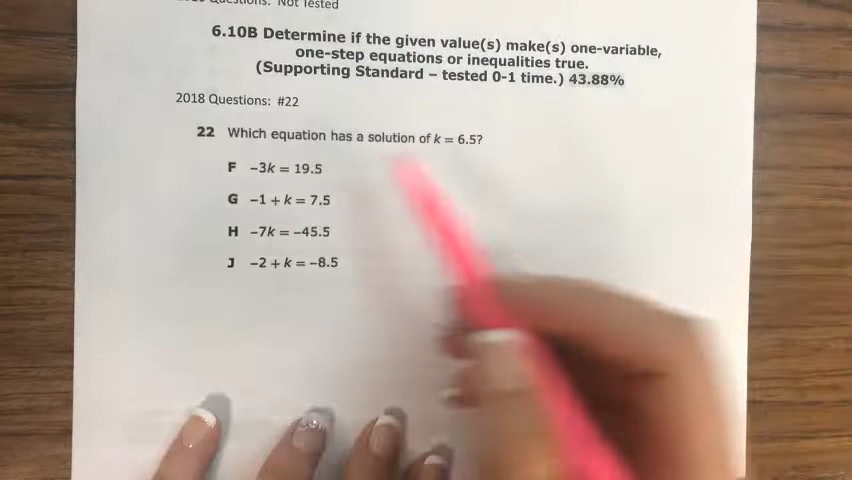 Questions: Not Tested
6.10B Determine if the given value(s) make(s) one-variable,
one-step equations or inequalities true.
(Supporting Standard – tested 0-1 time.) 43.88%
2018 Questions: #22
22 Which equation has a solution of k = 6.5?
F -3k = 19.5
G -1 + k = 7.5
H -7k = -45.5
J -2 + k = -8.5